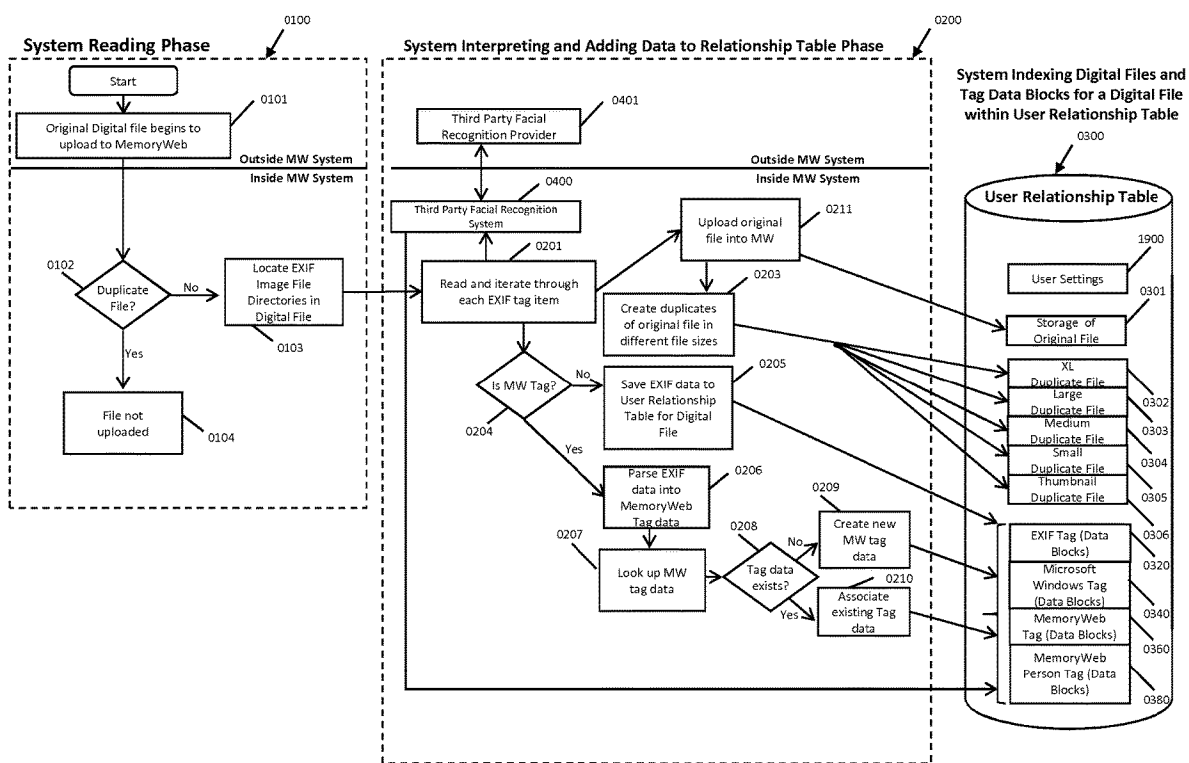 0100
System Reading Phase
Start
0101
Original Digital file begins to
upload to MemoryWeb
Outside MW System
Inside MW System
0102
Duplicate
File?
No
Locate EXIF
Image File
Directories in
Digital File
0103
Yes
File not
uploaded
0104
0200
System Interpreting and Adding Data to Relationship Table Phase
0401
Third Party Facial
Recognition Provider
Outside MW System
Inside MW System
0400
Third Party Facial Recognition
System
0201
Read and iterate through
each EXIF tag item
Upload original
file into MW
0211
0203
Create duplicates
of original file in
different file sizes
Is MW Tag?
No
0204
Yes
0205
Save EXIF data to
User Relationship
Table for Digital
File
0206
Parse EXIF
data into
MemoryWeb
Tag data
0207
Look up MW
tag data
0208
Tag data
exists?
No
Yes
0209
Create new
MW tag
data
0210
Associate
existing Tag
data
System Indexing Digital Files and
Tag Data Blocks for a Digital File
within User Relationship Table
0300
User Relationship Table
1900
User Settings
0301
Storage of
Original File
XL
Duplicate File
0302
Large
Duplicate File
0303
Medium
Duplicate File
0304
Small
Duplicate File
0305
Thumbnail
Duplicate File
0306
EXIF Tag (Data
Blocks)
0320
Microsoft
Windows Tag
(Data Blocks)
0340
MemoryWeb
Tag (Data Blocks)
0360
MemoryWeb
Person Tag (Data
Blocks)
0380